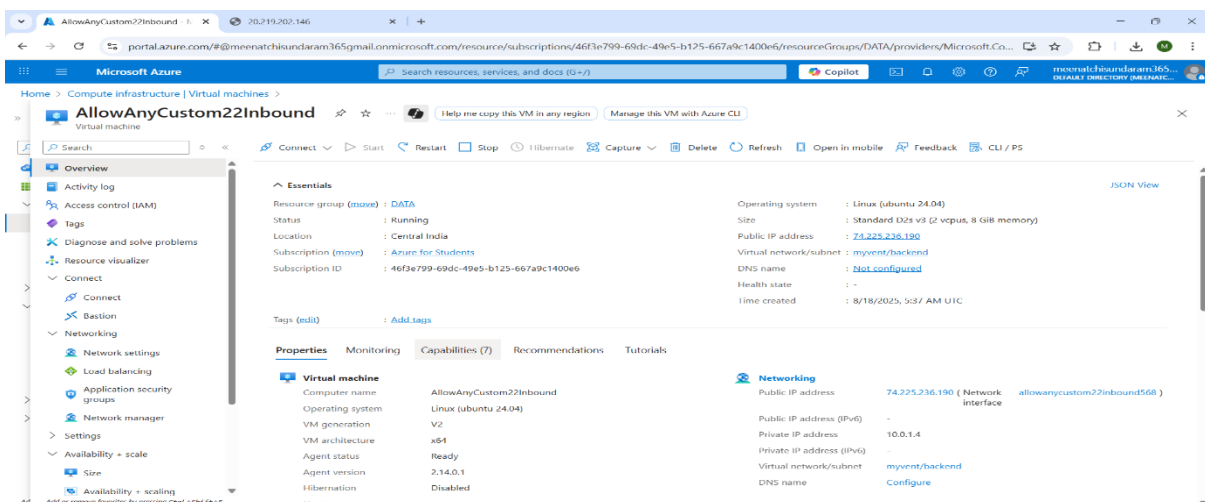 AllowAnyCustom22Inbound - M
20.219.202.146
portal.azure.com/#@meenatchisundaram365gmail.onmicrosoft.com/resource/subscriptions/46f3e799-69dc-49e5-b125-667a9c1400e6/resourceGroups/DATA/providers/Microsoft.Co...
Microsoft Azure
Search resources, services, and docs (G+/)
Copilot
meenatchisundaram365...
DEFAULT DIRECTORY (MEENATC...
Home > Compute infrastructure | Virtual machines >
AllowAnyCustom22Inbound
Help me copy this VM in any region
Manage this VM with Azure CLI
Virtual machine
Search
Connect
Start
Restart
Stop
Hibernate
Capture
Delete
Refresh
Open in mobile
Feedback
CLI / PS
Overview
Activity log
Access control (IAM)
Tags
Diagnose and solve problems
Resource visualizer
Connect
Connect
Bastion
Networking
Network settings
Load balancing
Application security
groups
Network manager
Settings
Availability + scale
Size
Availability + scaling
Essentials
JSON View
Resource group (move) : DATA
Status : Running
Location : Central India
Subscription (move) : Azure for Students
Subscription ID : 46f3e799-69dc-49e5-b125-667a9c1400e6
Operating system : Linux (ubuntu 24.04)
Size : Standard D2s v3 (2 vcpus, 8 GiB memory)
Public IP address : 74.225.236.190
Virtual network/subnet : myvent/backend
DNS name : Not configured
Health state : -
Time created : 8/18/2025, 5:37 AM UTC
Tags (edit) : Add tags
Properties
Monitoring
Capabilities (7)
Recommendations
Tutorials
Virtual machine
Computer name AllowAnyCustom22Inbound
Operating system Linux (ubuntu 24.04)
VM generation V2
VM architecture x64
Agent status Ready
Agent version 2.14.0.1
Hibernation Disabled
Networking
Public IP address 74.225.236.190 ( Network interface allowanycustom22inbound568 )
Public IP address (IPv6) -
Private IP address 10.0.1.4
Private IP address (IPv6) -
Virtual network/subnet myvent/backend
DNS name Configure